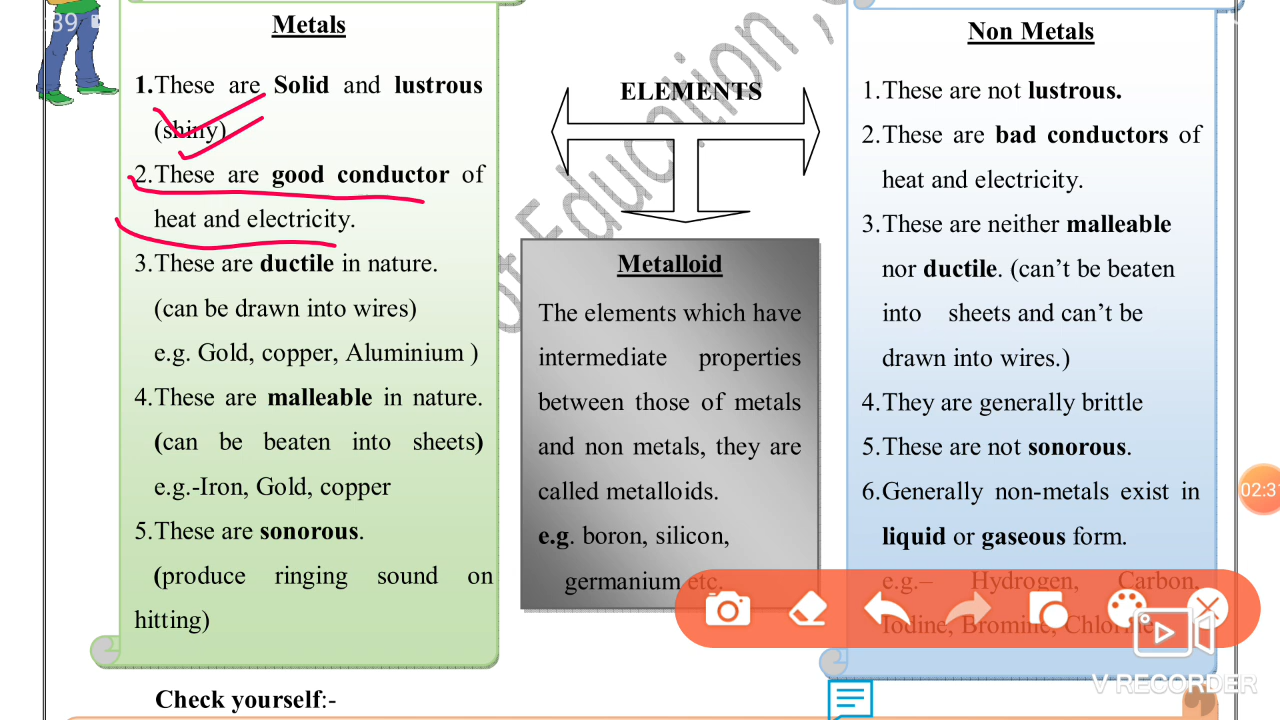 39
Metals
1.These are Solid and lustrous
(shiny)
2.These are good conductor of
heat and electricity.
3.These are ductile in nature.
(can be drawn into wires)
e.g. Gold, copper, Aluminium )
4.These are malleable in nature.
(can be beaten into sheets)
e.g.-Iron, Gold, copper
5.These are sonorous.
(produce ringing sound on
hitting)
ELEMENTS
of Education ,
Metalloid
The elements which have
intermediate properties
between those of metals
and non metals, they are
called metalloids.
e.g. boron, silicon,
germanium etc.
Non Metals
1.These are not lustrous.
2.These are bad conductors of
heat and electricity.
3.These are neither malleable
nor ductile. (can’t be beaten
into sheets and can’t be
drawn into wires.)
4.They are generally brittle
5.These are not sonorous.
6.Generally non-metals exist in
liquid or gaseous form.
e.g.– Hydrogen, Carbon,
Iodine, Bromine, Chlorine
Check yourself:-
V RECORDER